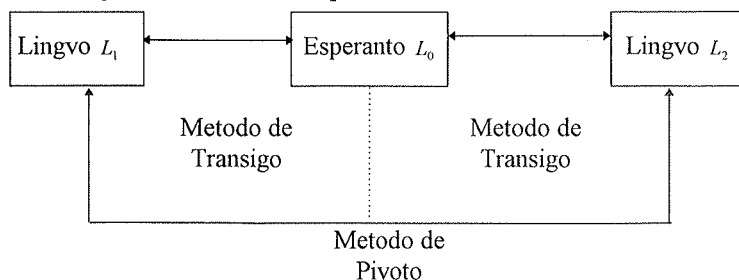 Lingvo L₁
Esperanto L₀
Lingvo L₂
Metodo de
Transigo
Metodo de
Transigo
Metodo de
Pivoto